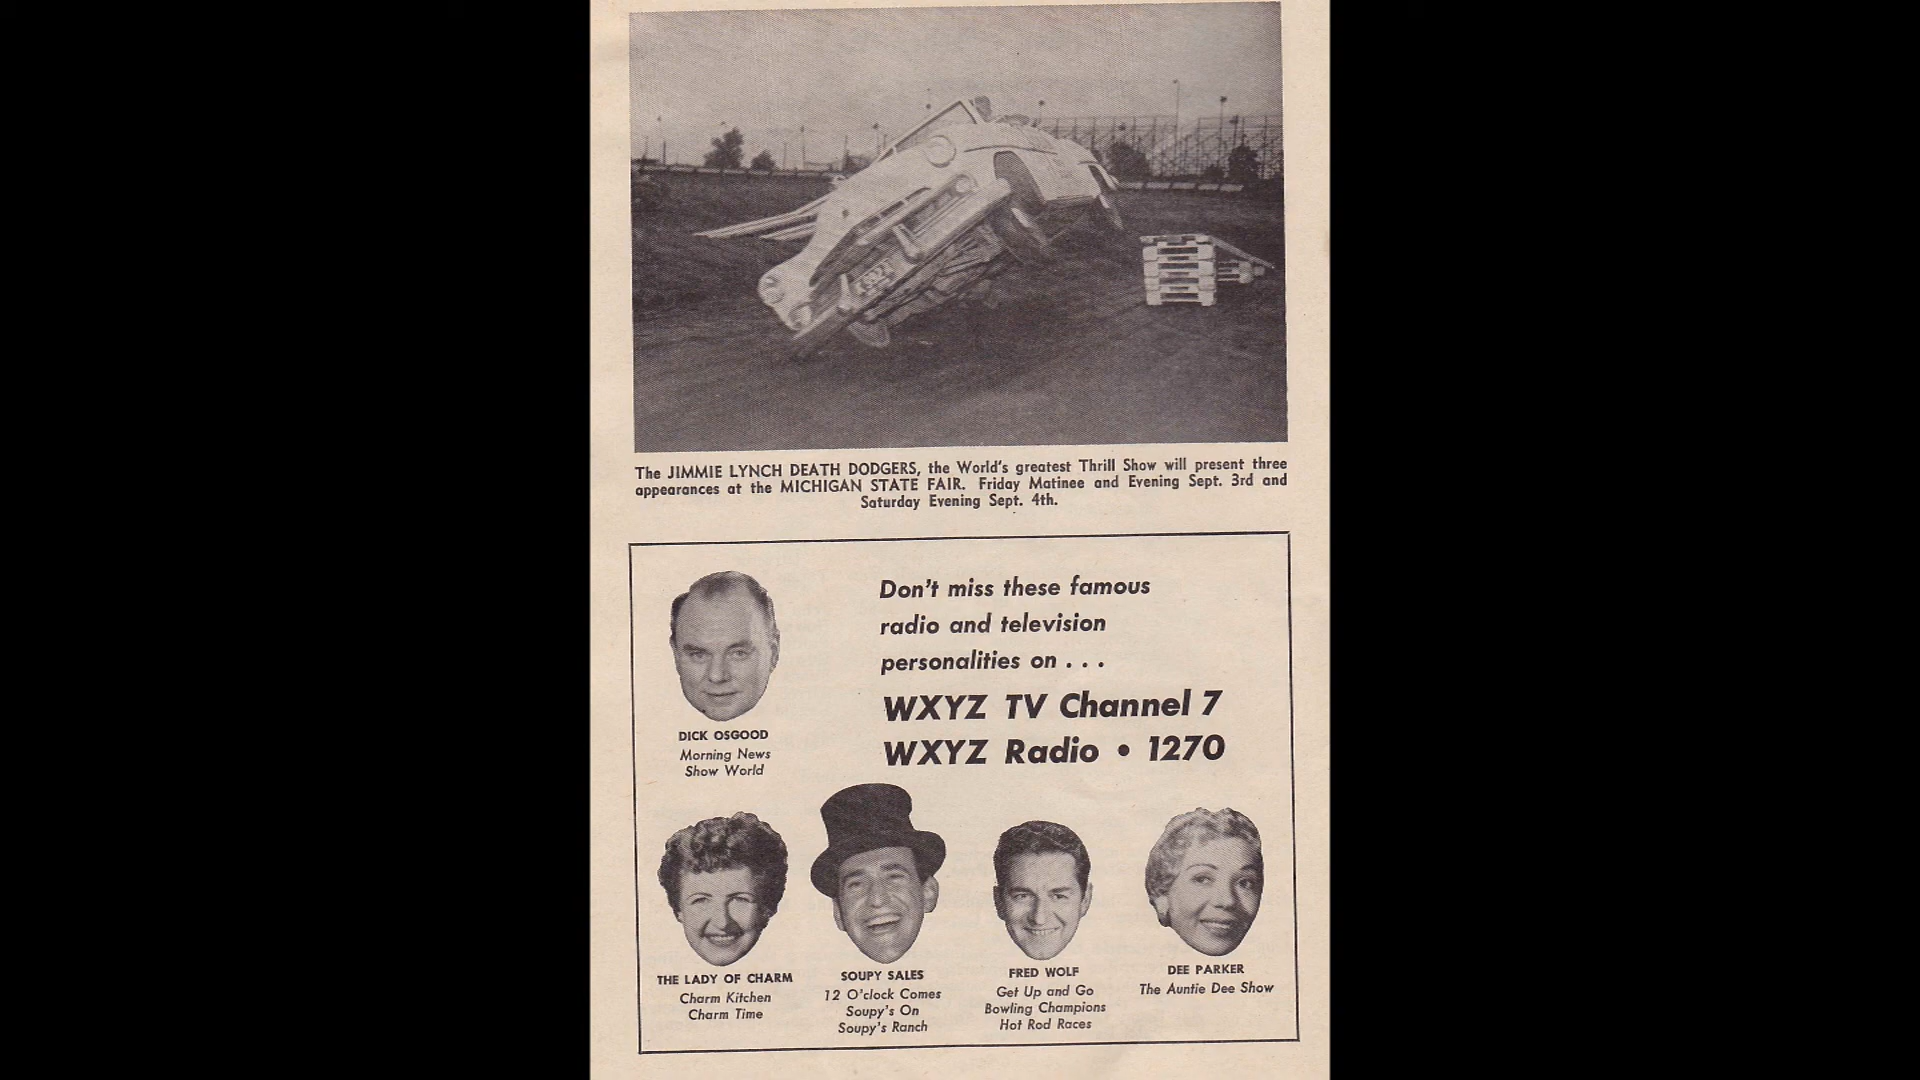 The JIMMIE LYNCH DEATH DODGERS, the World's greatest Thrill Show will present three
appearances at the MICHIGAN STATE FAIR. Friday Matinee and Evening Sept. 3rd and
Saturday Evening Sept. 4th.
Don't miss these famous
radio and television
personalities on . . .
WXYZ TV Channel 7
WXYZ Radio • 1270
DICK OSGOOD
Morning News
Show World
THE LADY OF CHARM
Charm Kitchen
Charm Time
SOUPY SALES
12 O'clock Comes
Soupy's On
Soupy's Ranch
FRED WOLF
Get Up and Go
Bowling Champions
Hot Rod Races
DEE PARKER
The Auntie Dee Show